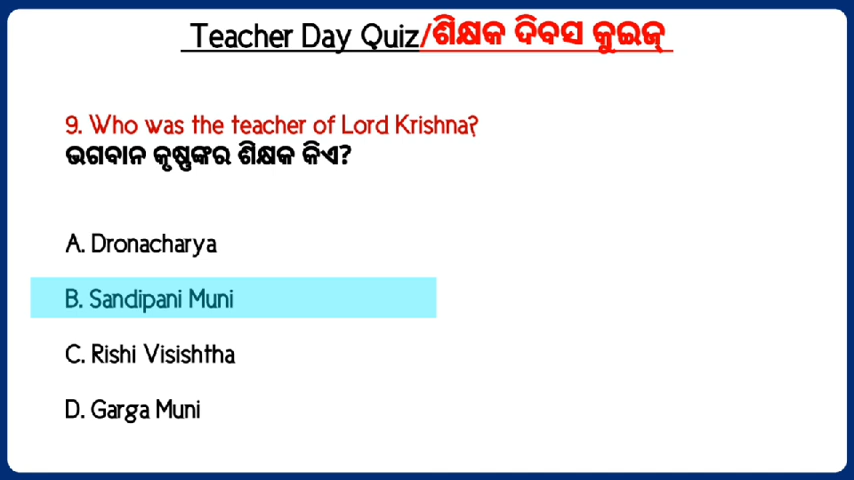 Teacher Day Quiz/ଶିକ୍ଷକ ଦିବସ କୁଇଜ୍
9. Who was the teacher of Lord Krishna?
ଭଗବାନ କୃଷ୍ଣଙ୍କର ଶିକ୍ଷକ କିଏ?
A. Dronacharya
B. Sandipani Muni
C. Rishi Visishtha
D. Garga Muni